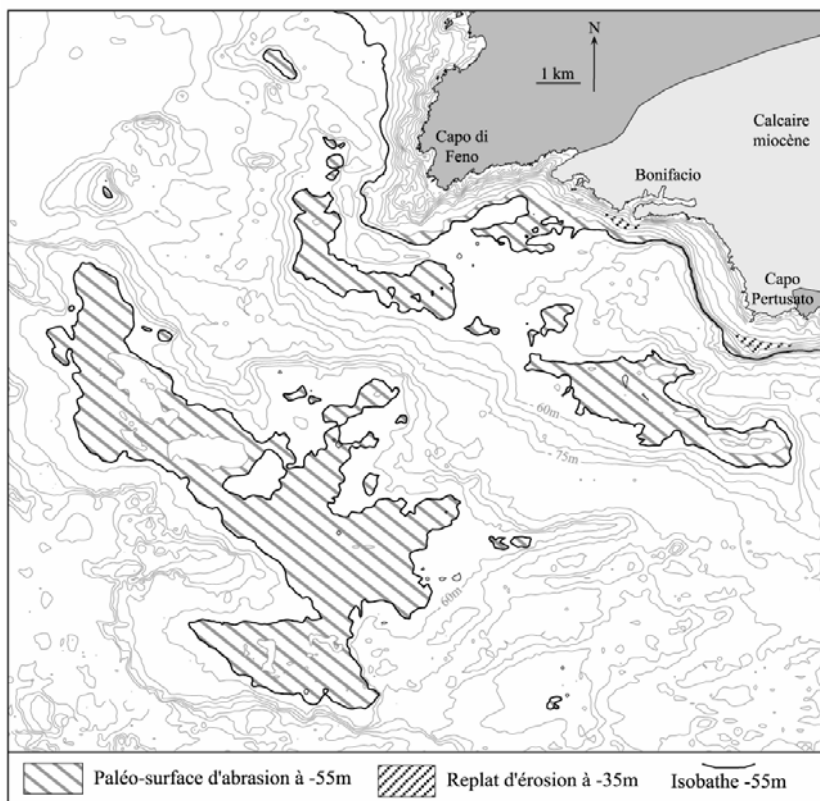 N
1 km
Capo di
Feno
Calcaire
miocène
Bonifacio
Capo
Pertusato
-60m
-75m
60m
Paléo-surface d'abrasion à -55m
Replat d'érosion à -35m
Isobathe -55m